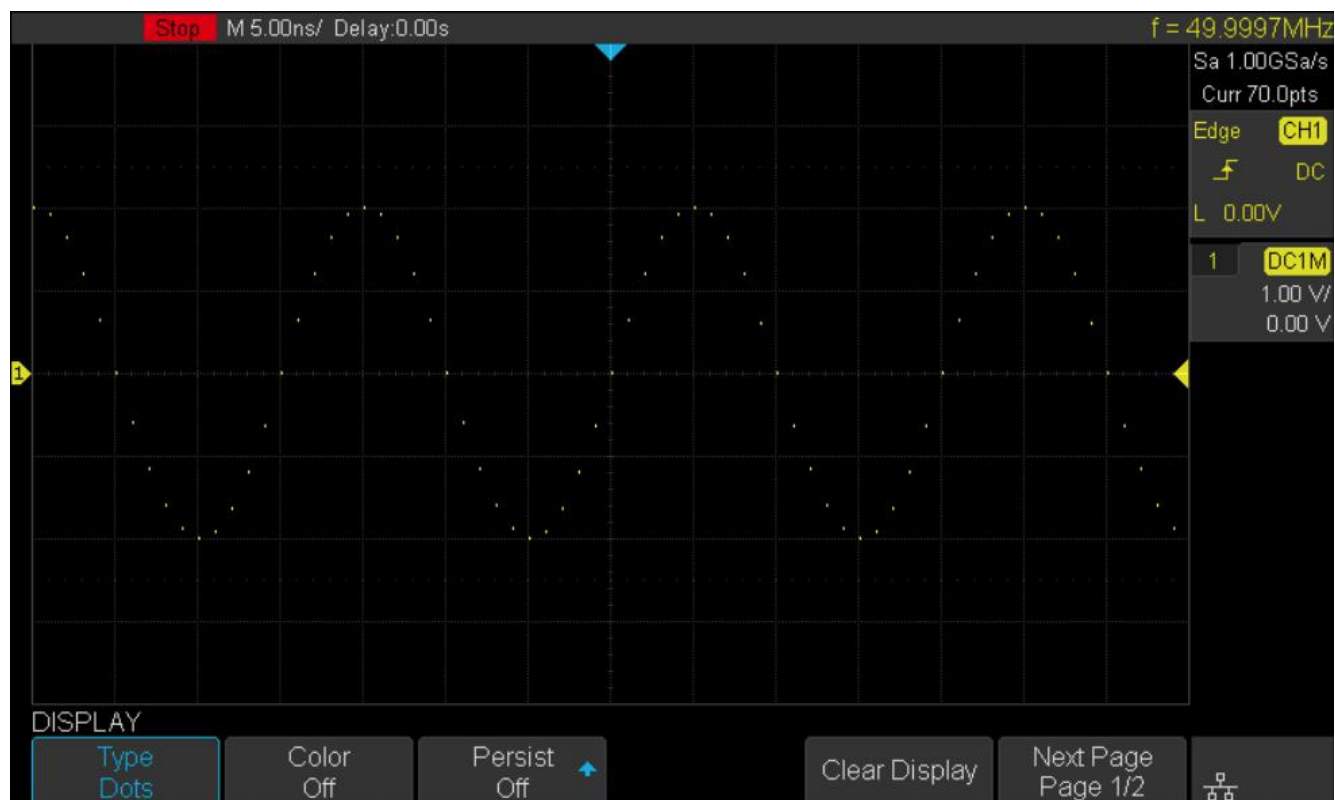 Stop M 5.00ns/ Delay:0.00s f = 49.9997MHz
Sa 1.00GSa/s
Curr 70.0pts
Edge CH1
DC
L 0.00V
1 DC1M
1.00 V/
0.00 V
1
DISPLAY
Type
Dots
Color
Off
Persist
Off
Clear Display
Next Page
Page 1/2